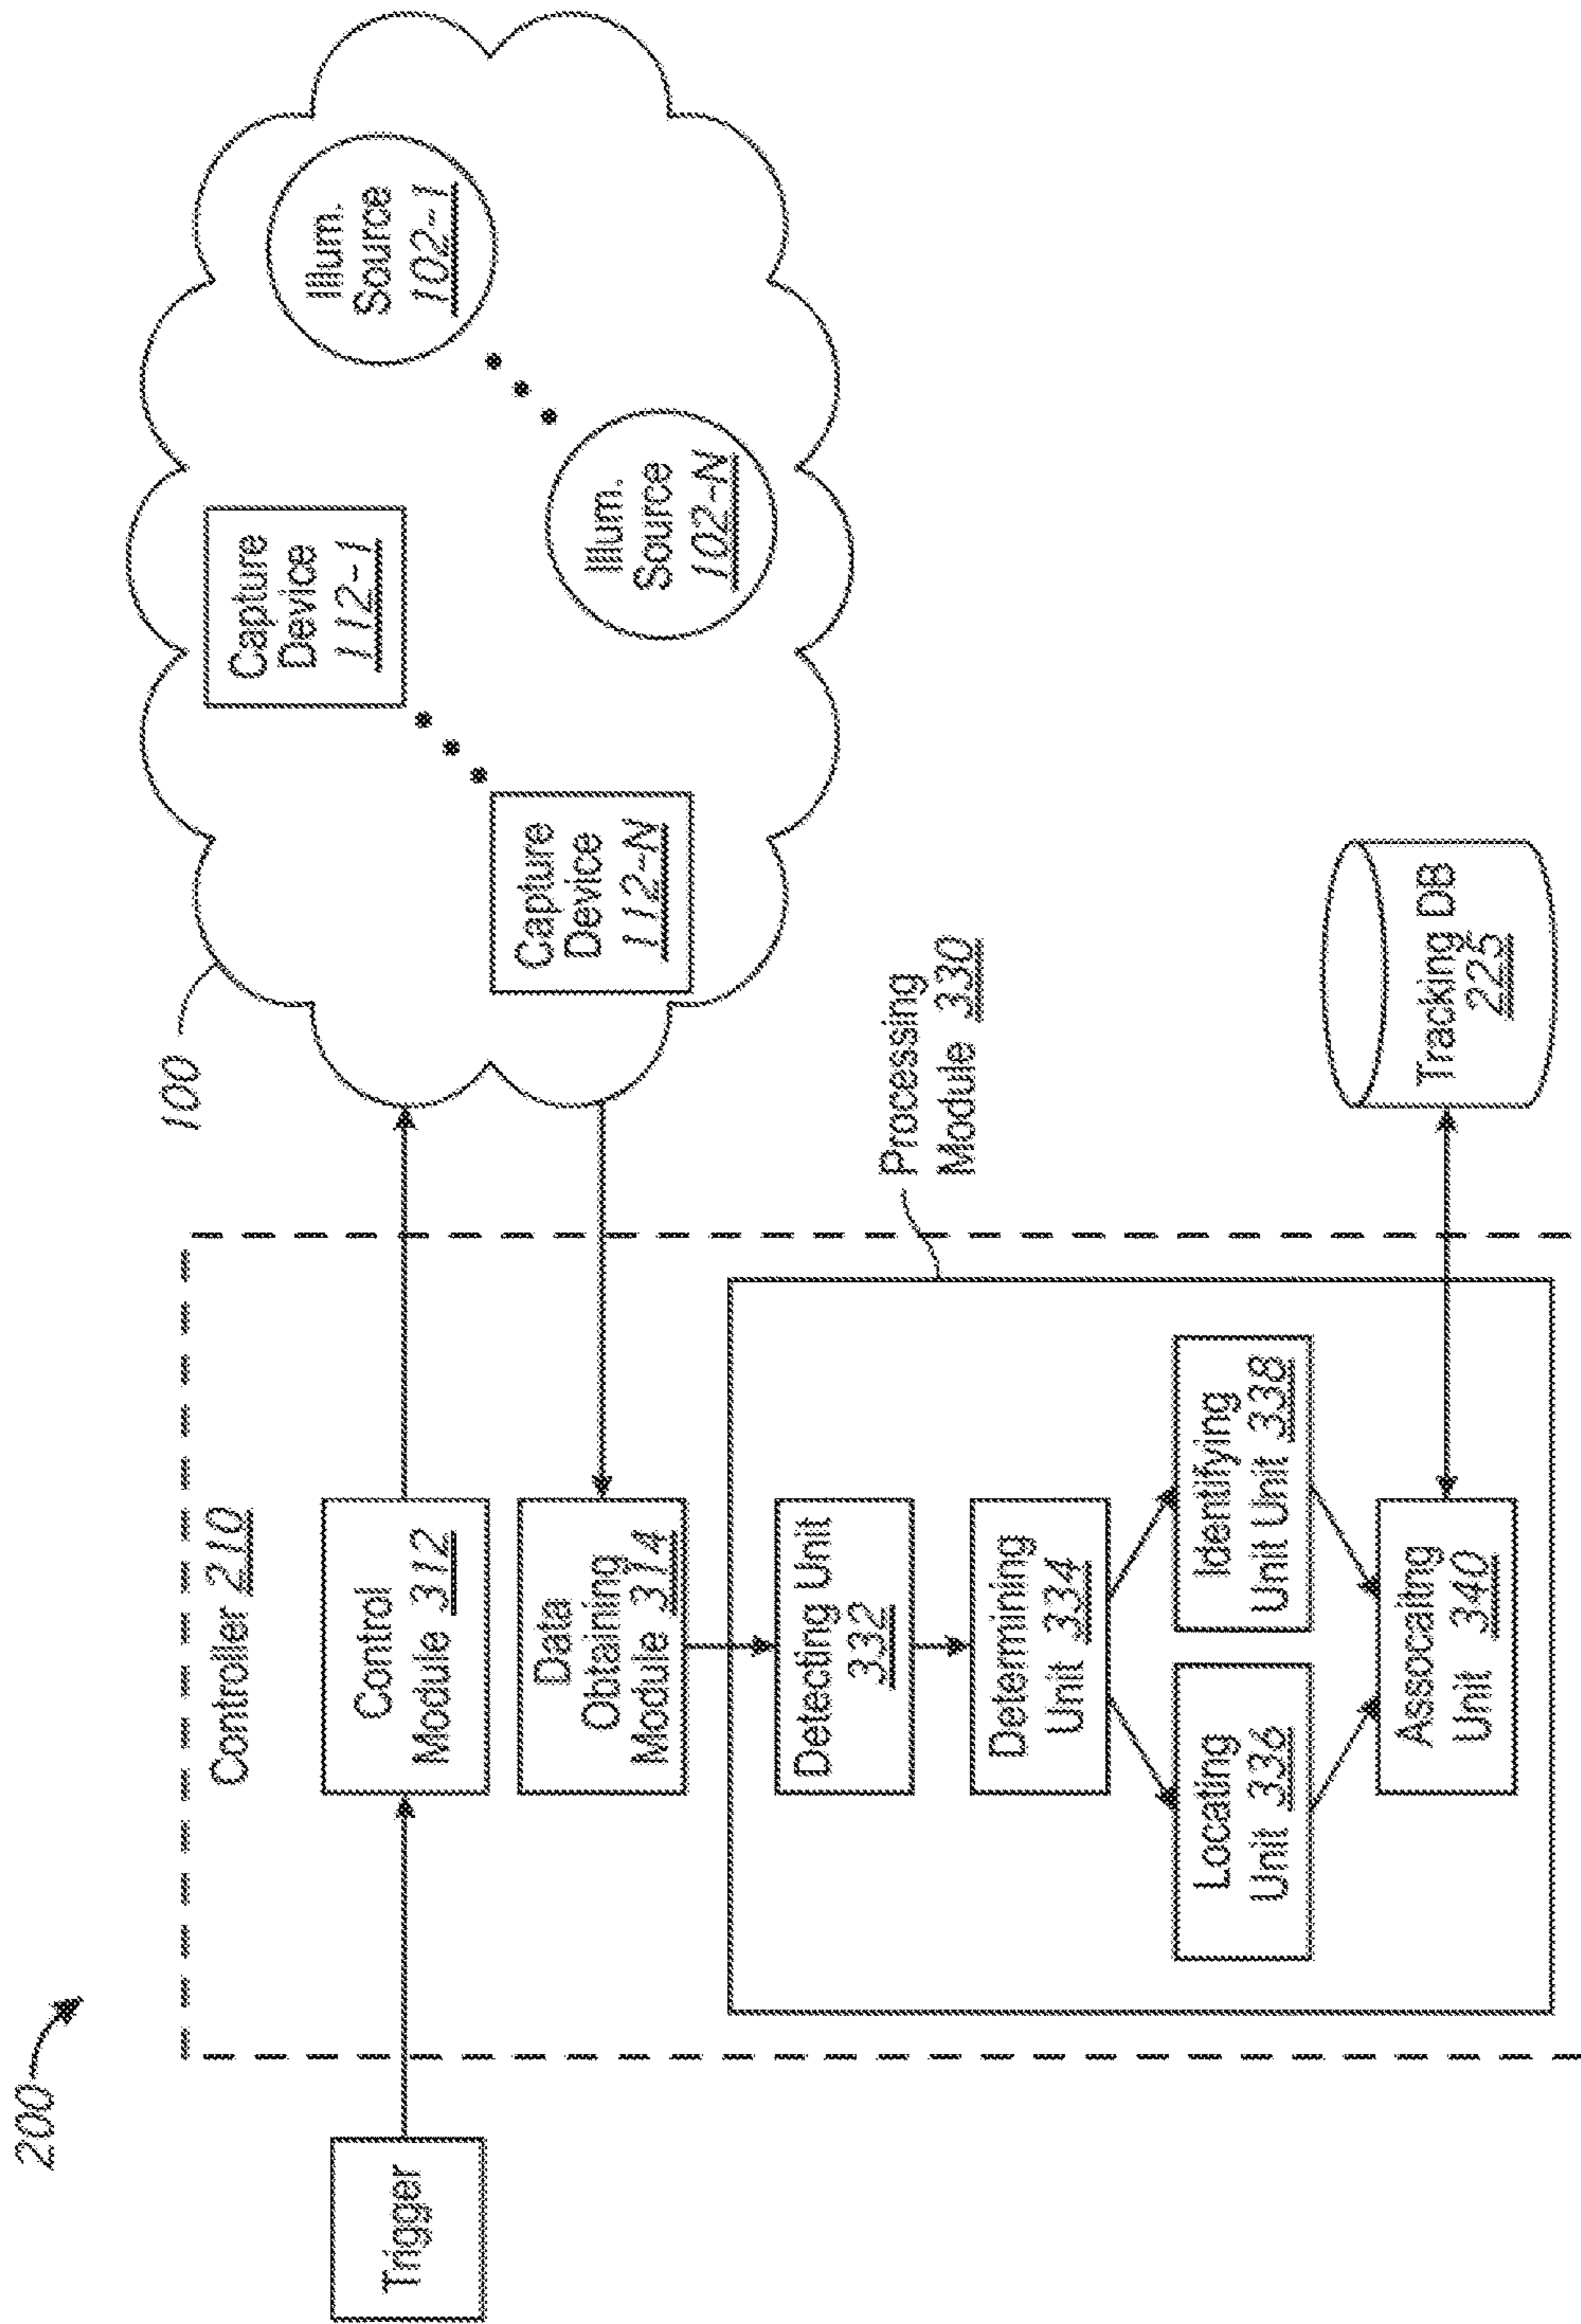 200
Trigger
Controller 210
Control
Module 312
Data
Obtaining
Module 314
Detecting Unit
332
Determining
Unit 334
Locating
Unit 336
Identifying
Unit Unit 338
Assocaiting
Unit 340
Processing
Module 330
Tracking DB
225
100
Capture
Device
112-1
Capture
Device
112-N
Illum.
Source
102-1
Illum.
Source
102-N